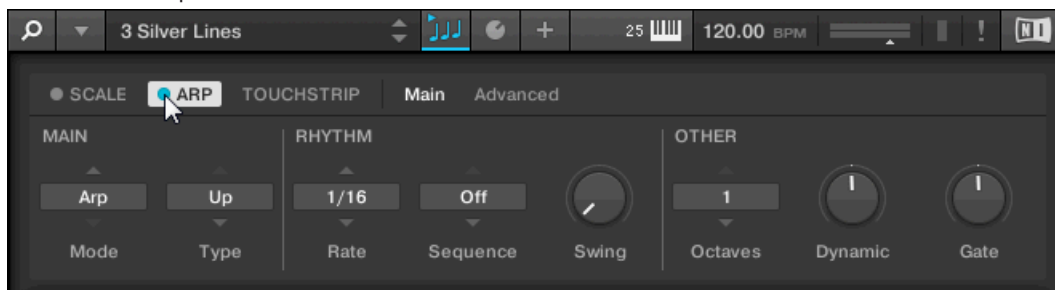 3 Silver Lines 25 120.00 BPM ! NI
SCALE ARP TOUCHSTRIP Main Advanced
MAIN RHYTHM OTHER
Arp Up 1/16 Off 1
Mode Type Rate Sequence Swing Octaves Dynamic Gate